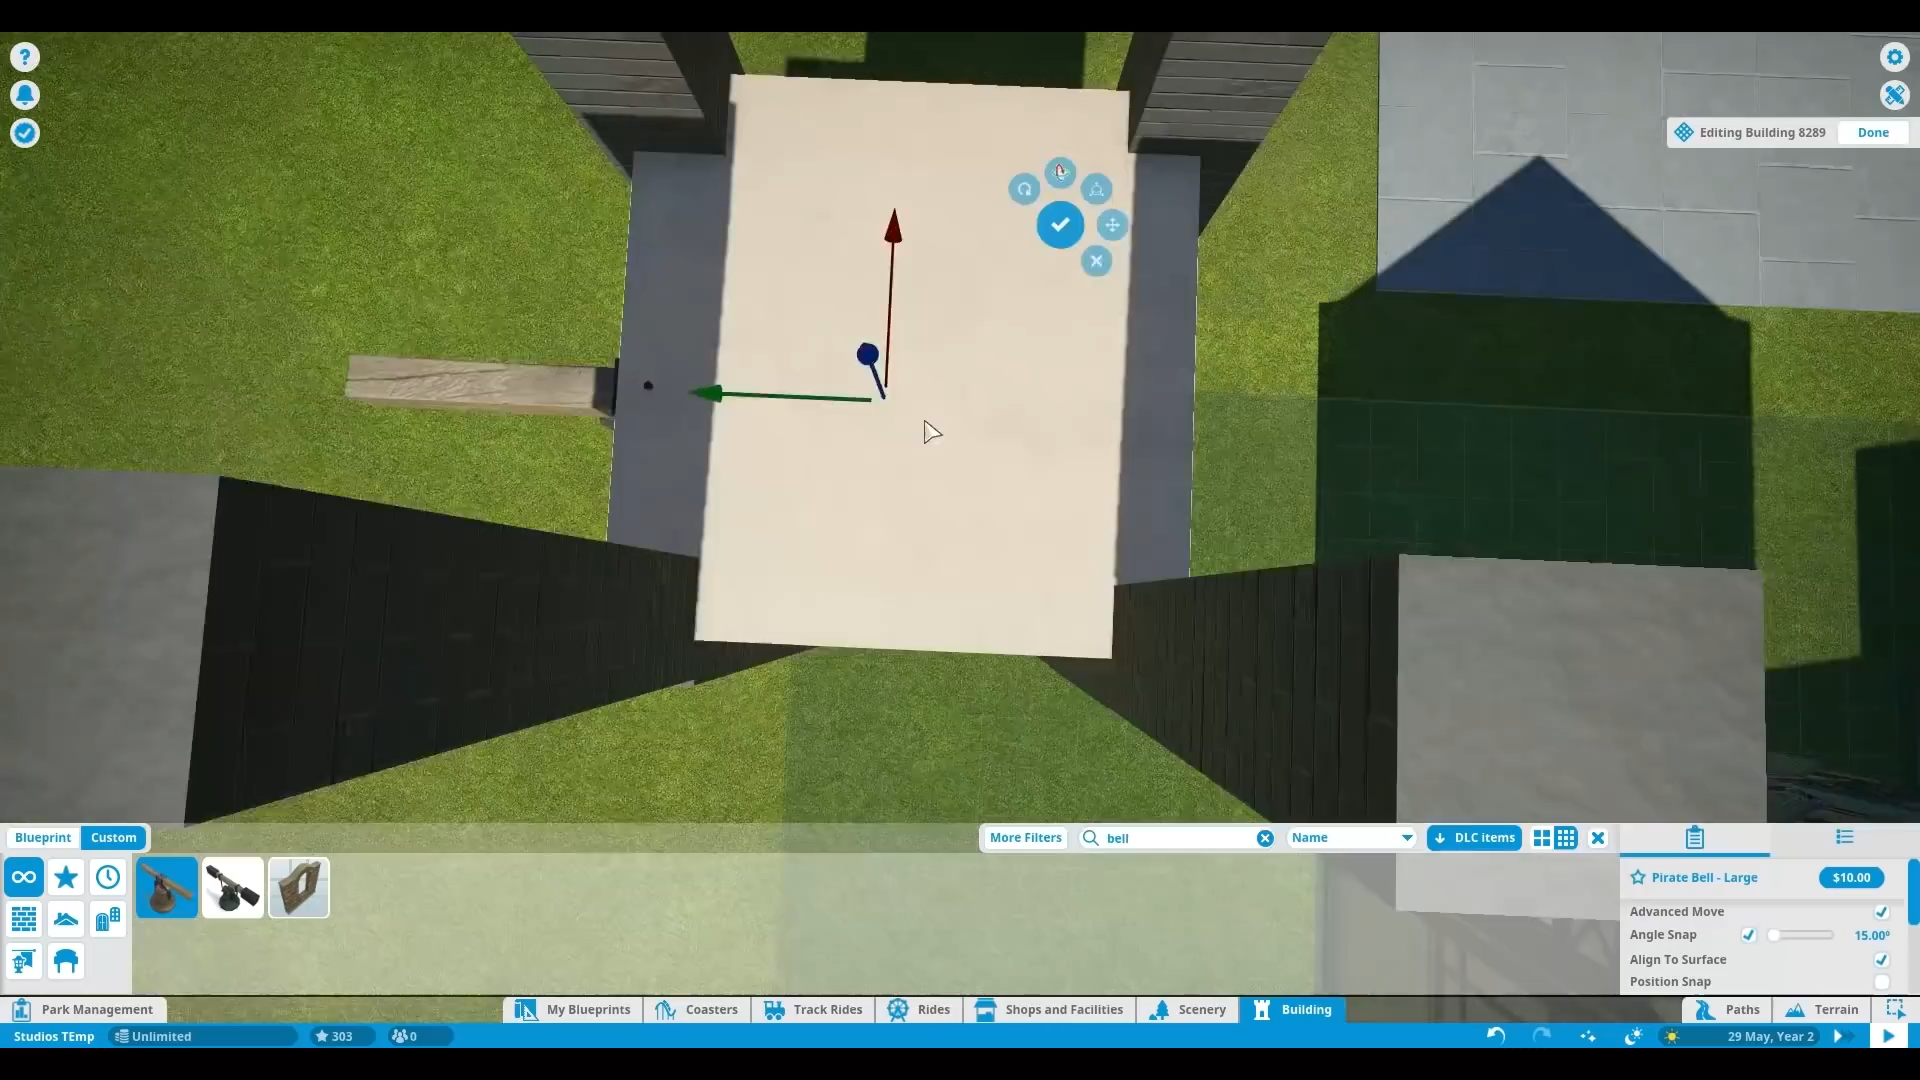 ?
Editing Building 8289
Done
Blueprint
Custom
More Filters
bell
Name
DLC items
Pirate Bell - Large
$10.00
Advanced Move
Angle Snap
15.00°
Align To Surface
Position Snap
Park Management
My Blueprints
Coasters
Track Rides
Rides
Shops and Facilities
Scenery
Building
Paths
Terrain
Studios TEmp
Unlimited
303
0
29 May, Year 2